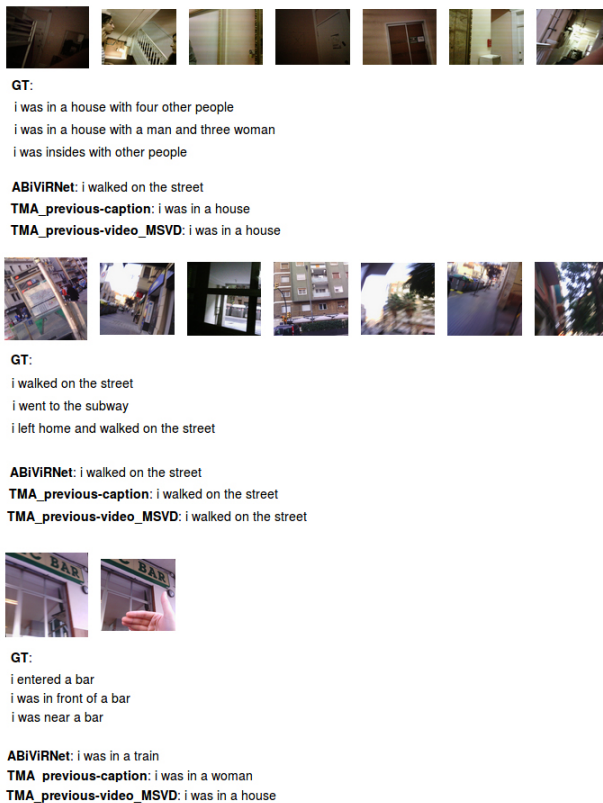 GT:
i was in a house with four other people
i was in a house with a man and three woman
i was insides with other people
ABiViRNet: i walked on the street
TMA_previous-caption: i was in a house
TMA_previous-video_MSVD: i was in a house
GT:
i walked on the street
i went to the subway
i left home and walked on the street
ABiViRNet: i walked on the street
TMA_previous-caption: i walked on the street
TMA_previous-video_MSVD: i walked on the street
C BAR
BAR
GT:
i entered a bar
i was in front of a bar
i was near a bar
ABiViRNet: i was in a train
TMA previous-caption: i was in a woman
TMA_previous-video_MSVD: i was in a house